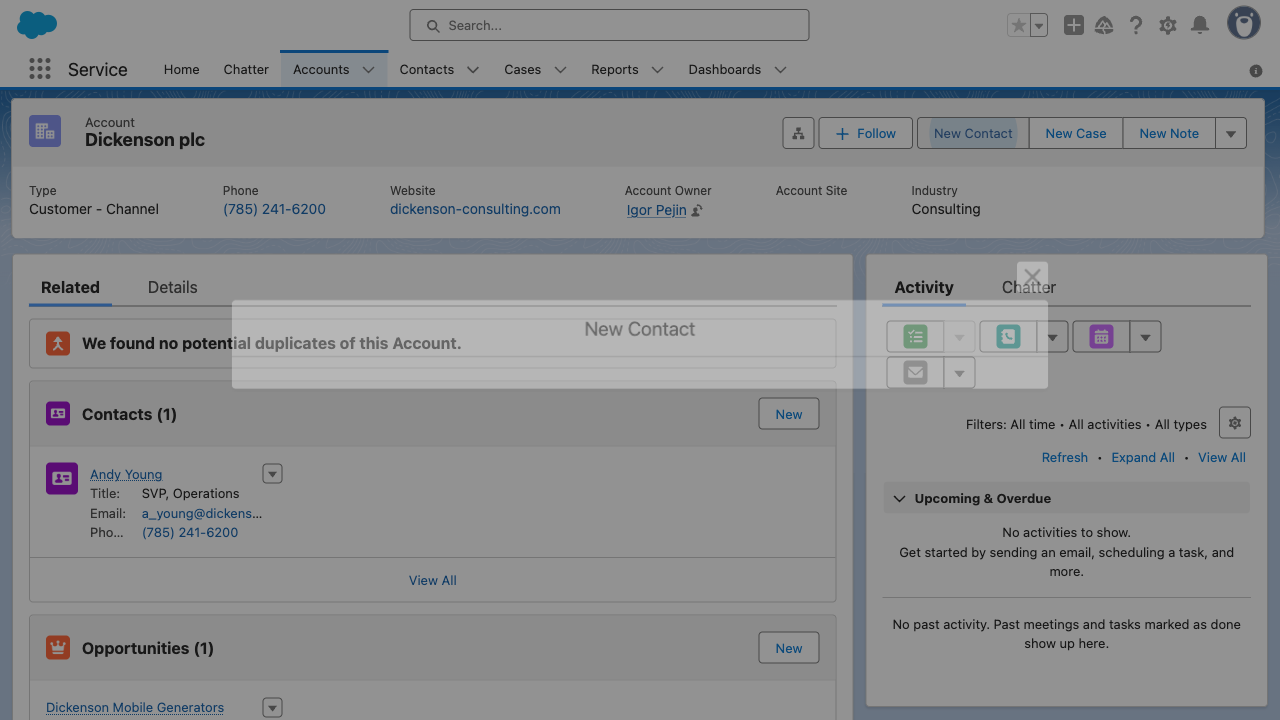 Search...
Service
Home
Chatter
Accounts
Contacts
Cases
Reports
Dashboards
Account
Dickenson plc
Follow
New Contact
New Case
New Note
Type
Customer - Channel
Phone
(785) 241-6200
Website
dickenson-consulting.com
Account Owner
Igor Pejin
Account Site
Industry
Consulting
Related
Details
We found no potential duplicates of this Account.
New Contact
Contacts (1)
New
Andy Young
Title: SVP, Operations
Email: a_young@dickens...
Pho... (785) 241-6200
View All
Opportunities (1)
New
Dickenson Mobile Generators
Activity
Chatter
Filters: All time • All activities • All types
Refresh • Expand All • View All
Upcoming & Overdue
No activities to show.
Get started by sending an email, scheduling a task, and
more.
No past activity. Past meetings and tasks marked as done
show up here.